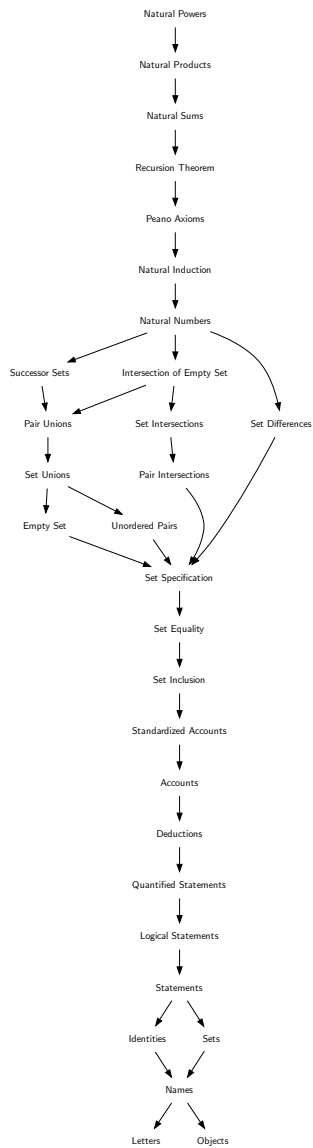 Natural Powers
Natural Products
Natural Sums
Recursion Theorem
Peano Axioms
Natural Induction
Natural Numbers
Successor Sets
Intersection of Empty Set
Pair Unions
Set Intersections
Set Differences
Set Unions
Pair Intersections
Empty Set
Unordered Pairs
Set Specification
Set Equality
Set Inclusion
Standardized Accounts
Accounts
Deductions
Quantified Statements
Logical Statements
Statements
Identities
Sets
Names
Letters
Objects